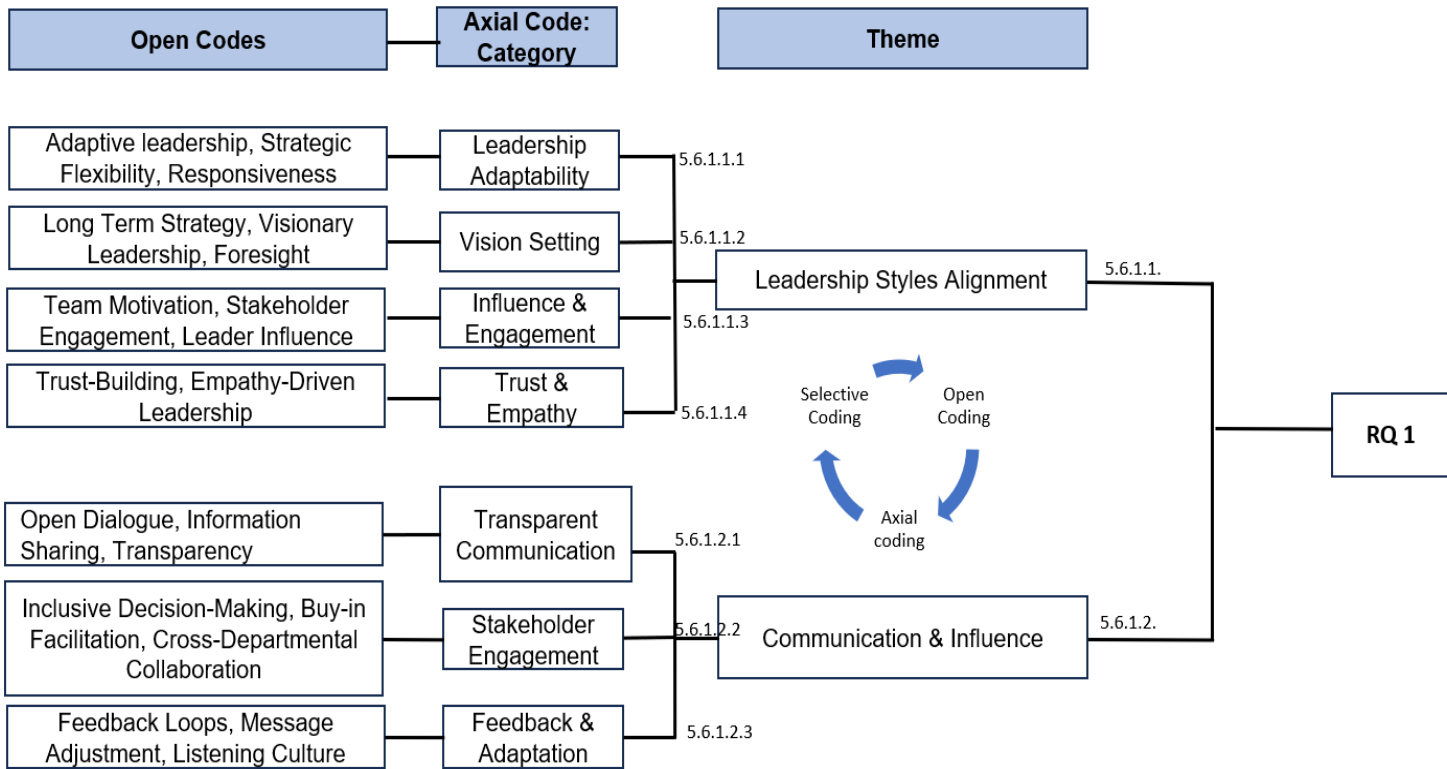 Open Codes
Axial Code:
Category
Theme
Adaptive leadership, Strategic
Flexibility, Responsiveness
Leadership
Adaptability
5.6.1.1.1
Long Term Strategy, Visionary
Leadership, Foresight
Vision Setting
5.6.1.1.2
Team Motivation, Stakeholder
Engagement, Leader Influence
Influence &
Engagement
5.6.1.1.3
Trust-Building, Empathy-Driven
Leadership
Trust &
Empathy
5.6.1.1.4
Leadership Styles Alignment
5.6.1.1.
Selective
Coding
Open
Coding
Axial
coding
RQ 1
Open Dialogue, Information
Sharing, Transparency
Transparent
Communication
5.6.1.2.1
Inclusive Decision-Making, Buy-in
Facilitation, Cross-Departmental
Collaboration
Stakeholder
Engagement
5.6.1.2.2
Communication & Influence
5.6.1.2.
Feedback Loops, Message
Adjustment, Listening Culture
Feedback &
Adaptation
5.6.1.2.3